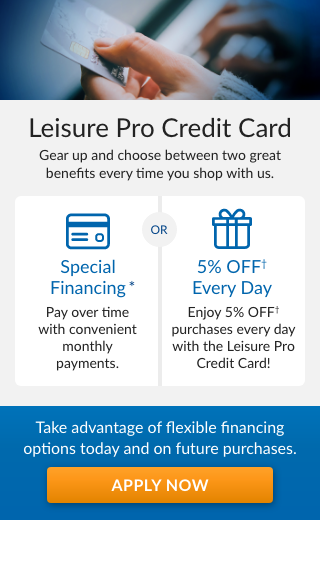 Leisure Pro Credit Card
Gear up and choose between two great
benefits every time you shop with us.
OR
Special
Financing*
Pay over time
with convenient
monthly
payments.
5% OFF†
Every Day
Enjoy 5% OFF†
purchases every day
with the Leisure Pro
Credit Card!
Take advantage of flexible financing
options today and on future purchases.
APPLY NOW